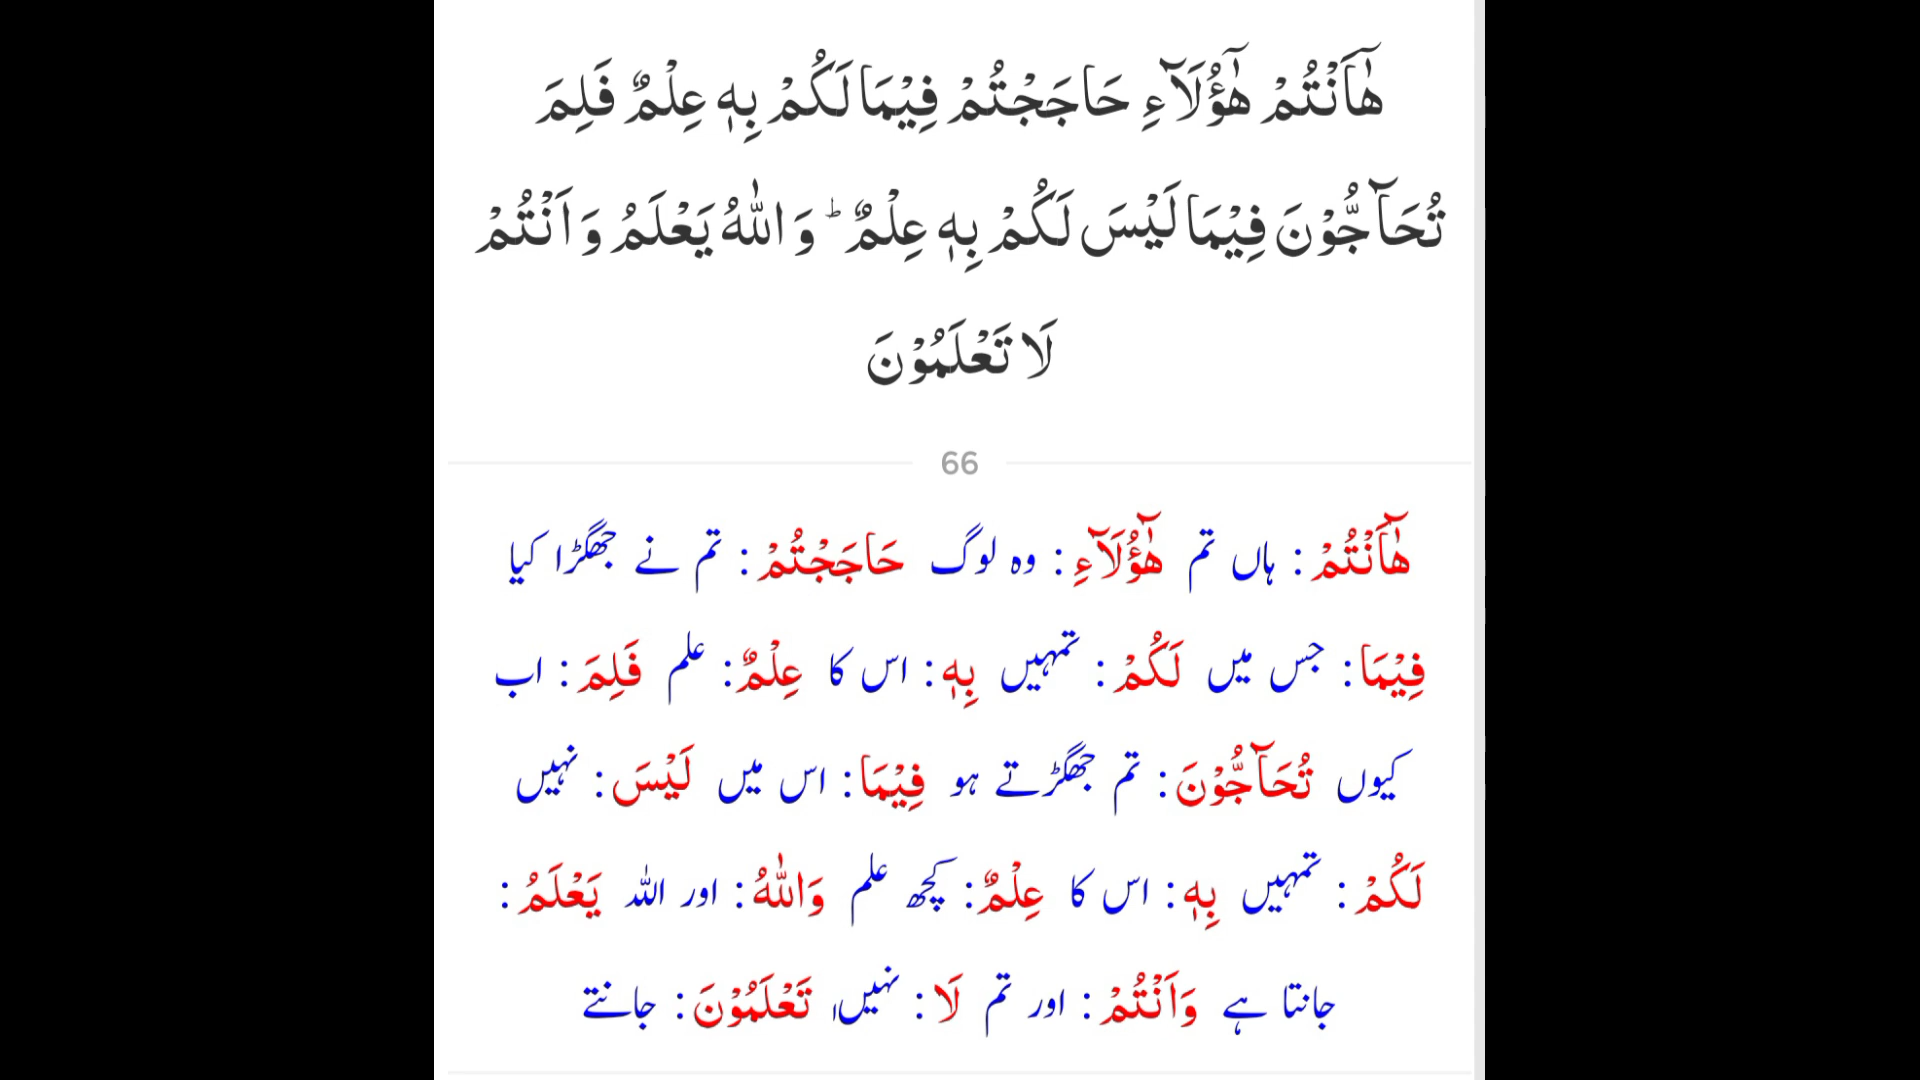 هٰۤاَنْتُمْ هٰۤؤُلَآءِ حَاجَجْتُمْ فِیْمَا لَكُمْ بِهٖ عِلْمٌ فَلِمَ
تُحَآجُّوْنَ فِیْمَا لَیْسَ لَكُمْ بِهٖ عِلْمٌ ؕ وَ اللّٰهُ یَعْلَمُ وَ اَنْتُمْ
لَا تَعْلَمُوْنَ
66
هٰٓاَنْتُمْ : ہاں تم هٰٓؤُلَآءِ : وہ لوگ حَاجَجْتُمْ : تم نے جھگڑا کیا
فِیْمَا : جس میں لَكُمْ : تمہیں بِهٖ : اس کا عِلْمٌ : علم فَلِمَ : اب
کیوں تُحَآجُّوْنَ : تم جھگڑتے ہو فِیْمَا : اس میں لَیْسَ : نہیں
لَكُمْ : تمہیں بِهٖ : اس کا عِلْمٌ : کچھ علم وَاللّٰهُ : اور اللہ یَعْلَمُ :
جانتا ہے وَاَنْتُمْ : اور تم لَا : نہیں تَعْلَمُوْنَ : جانتے